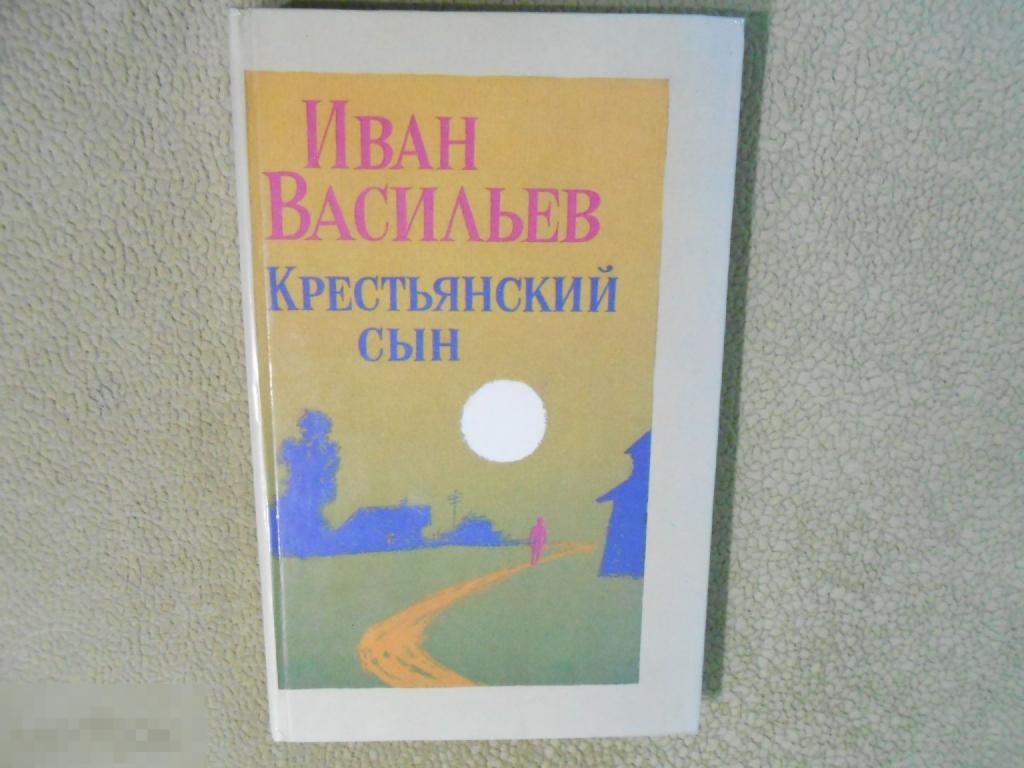 Иван
Васильев
Крестьянский
сын